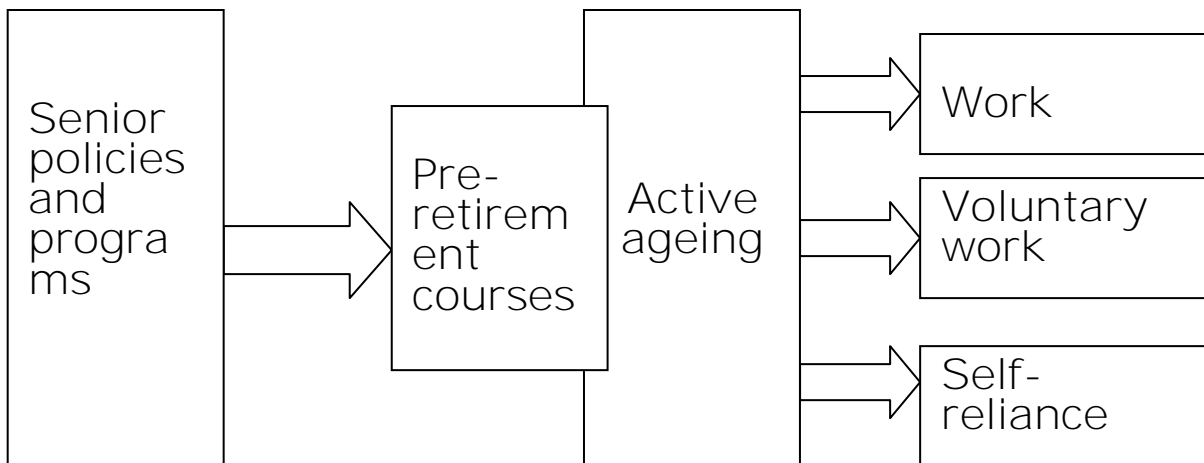 Senior
policies
and
progra
ms
Pre-
retirem
ent
courses
Active
ageing
Work
Voluntary
work
Self-
reliance